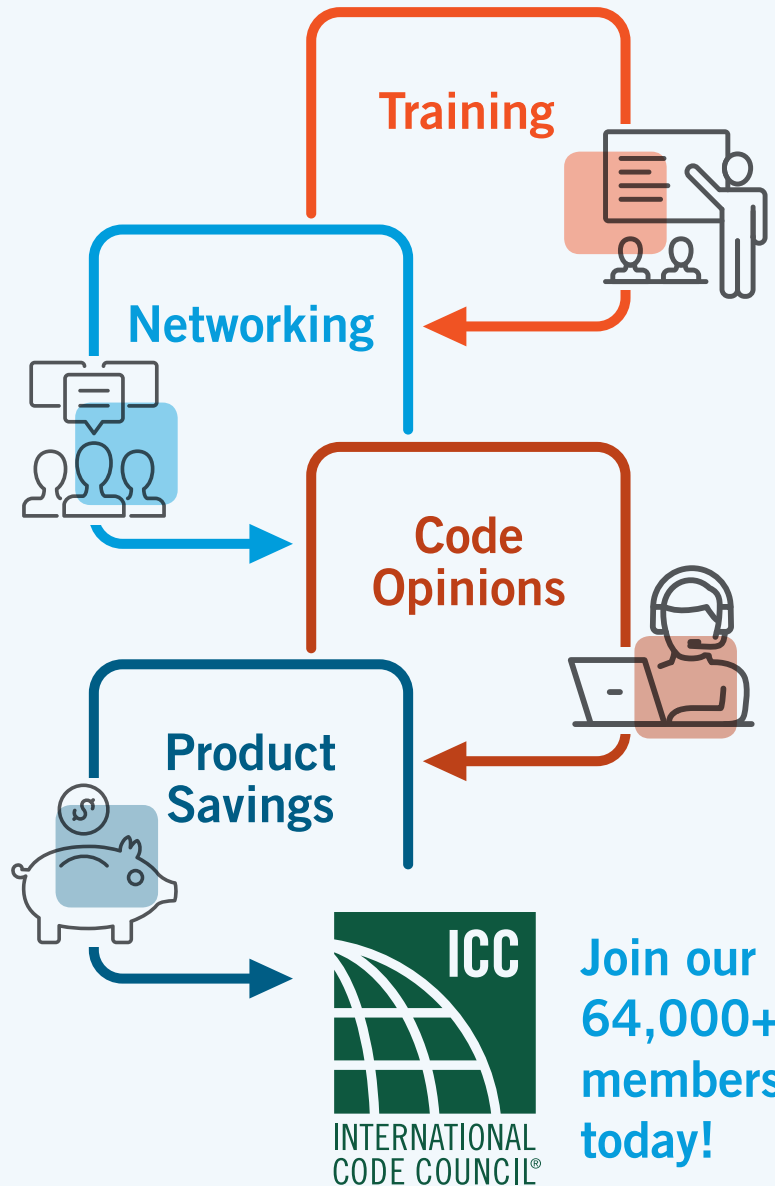 Training
Networking
Code
Opinions
Product
Savings
$
ICC
INTERNATIONAL
CODE COUNCIL®
Join our
64,000+
members
today!